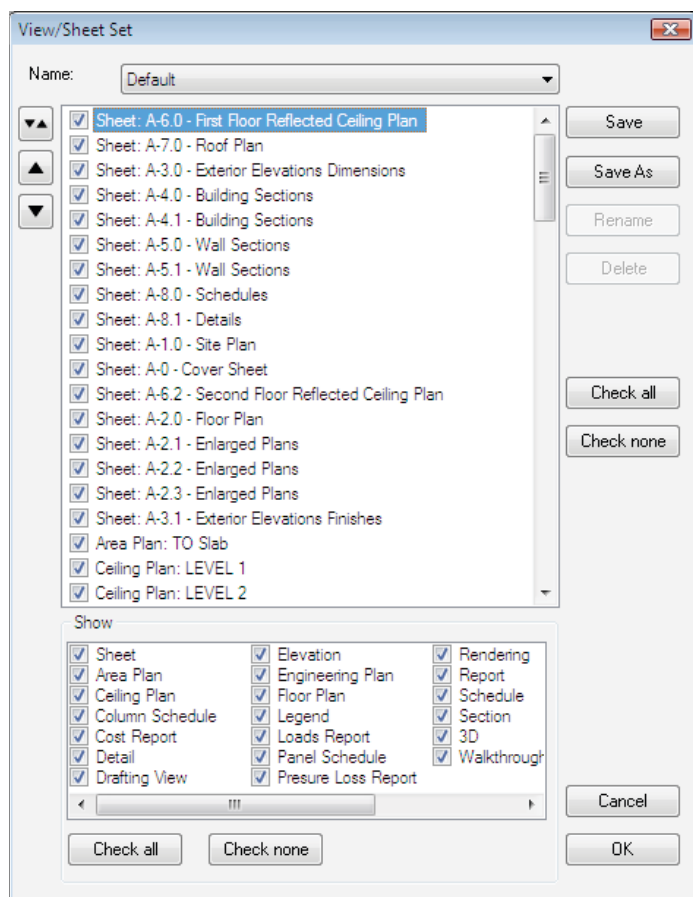 View/Sheet Set
Name:
Default
Sheet: A-6.0 - First Floor Reflected Ceiling Plan
Sheet: A-7.0 - Roof Plan
Sheet: A-3.0 - Exterior Elevations Dimensions
Sheet: A-4.0 - Building Sections
Sheet: A-4.1 - Building Sections
Sheet: A-5.0 - Wall Sections
Sheet: A-5.1 - Wall Sections
Sheet: A-8.0 - Schedules
Sheet: A-8.1 - Details
Sheet: A-1.0 - Site Plan
Sheet: A-0 - Cover Sheet
Sheet: A-6.2 - Second Floor Reflected Ceiling Plan
Sheet: A-2.0 - Floor Plan
Sheet: A-2.1 - Enlarged Plans
Sheet: A-2.2 - Enlarged Plans
Sheet: A-2.3 - Enlarged Plans
Sheet: A-3.1 - Exterior Elevations Finishes
Area Plan: TO Slab
Ceiling Plan: LEVEL 1
Ceiling Plan: LEVEL 2
Save
Save As
Rename
Delete
Check all
Check none
Show
Sheet
Area Plan
Ceiling Plan
Column Schedule
Cost Report
Detail
Drafting View
Elevation
Engineering Plan
Floor Plan
Legend
Loads Report
Panel Schedule
Presure Loss Report
Rendering
Report
Schedule
Section
3D
Walkthrough
Check all
Check none
Cancel
OK